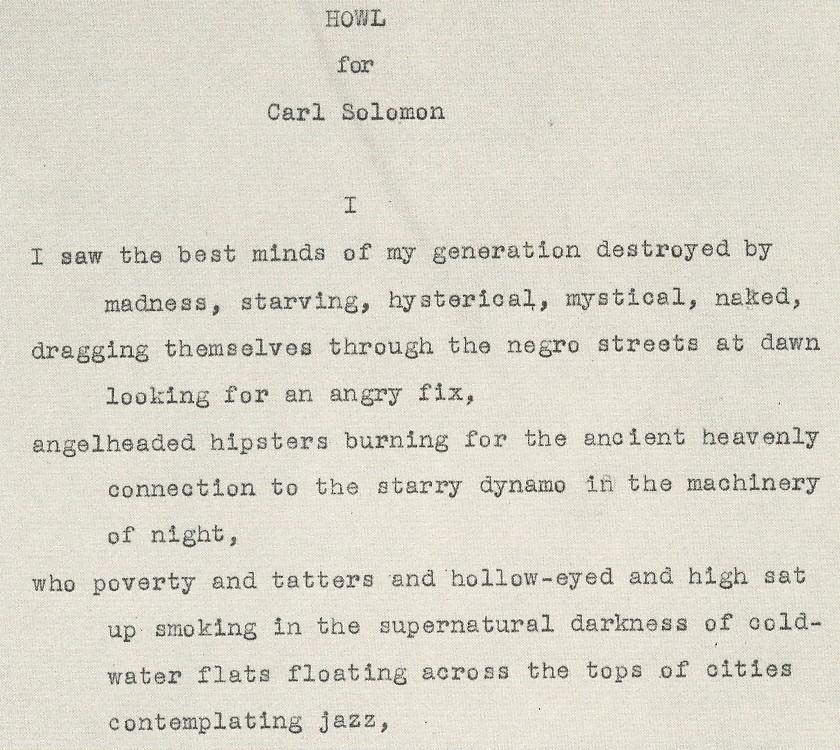 HOWL
for
Carl Solomon
I
I saw the best minds of my generation destroyed by
madness, starving, hysterical, mystical, naked,
dragging themselves through the negro streets at dawn
looking for an angry fix,
angelheaded hipsters burning for the ancient heavenly
connection to the starry dynamo in the machinery
of night,
who poverty and tatters and hollow-eyed and high sat
up smoking in the supernatural darkness of cold-
water flats floating across the tops of cities
contemplating jazz,